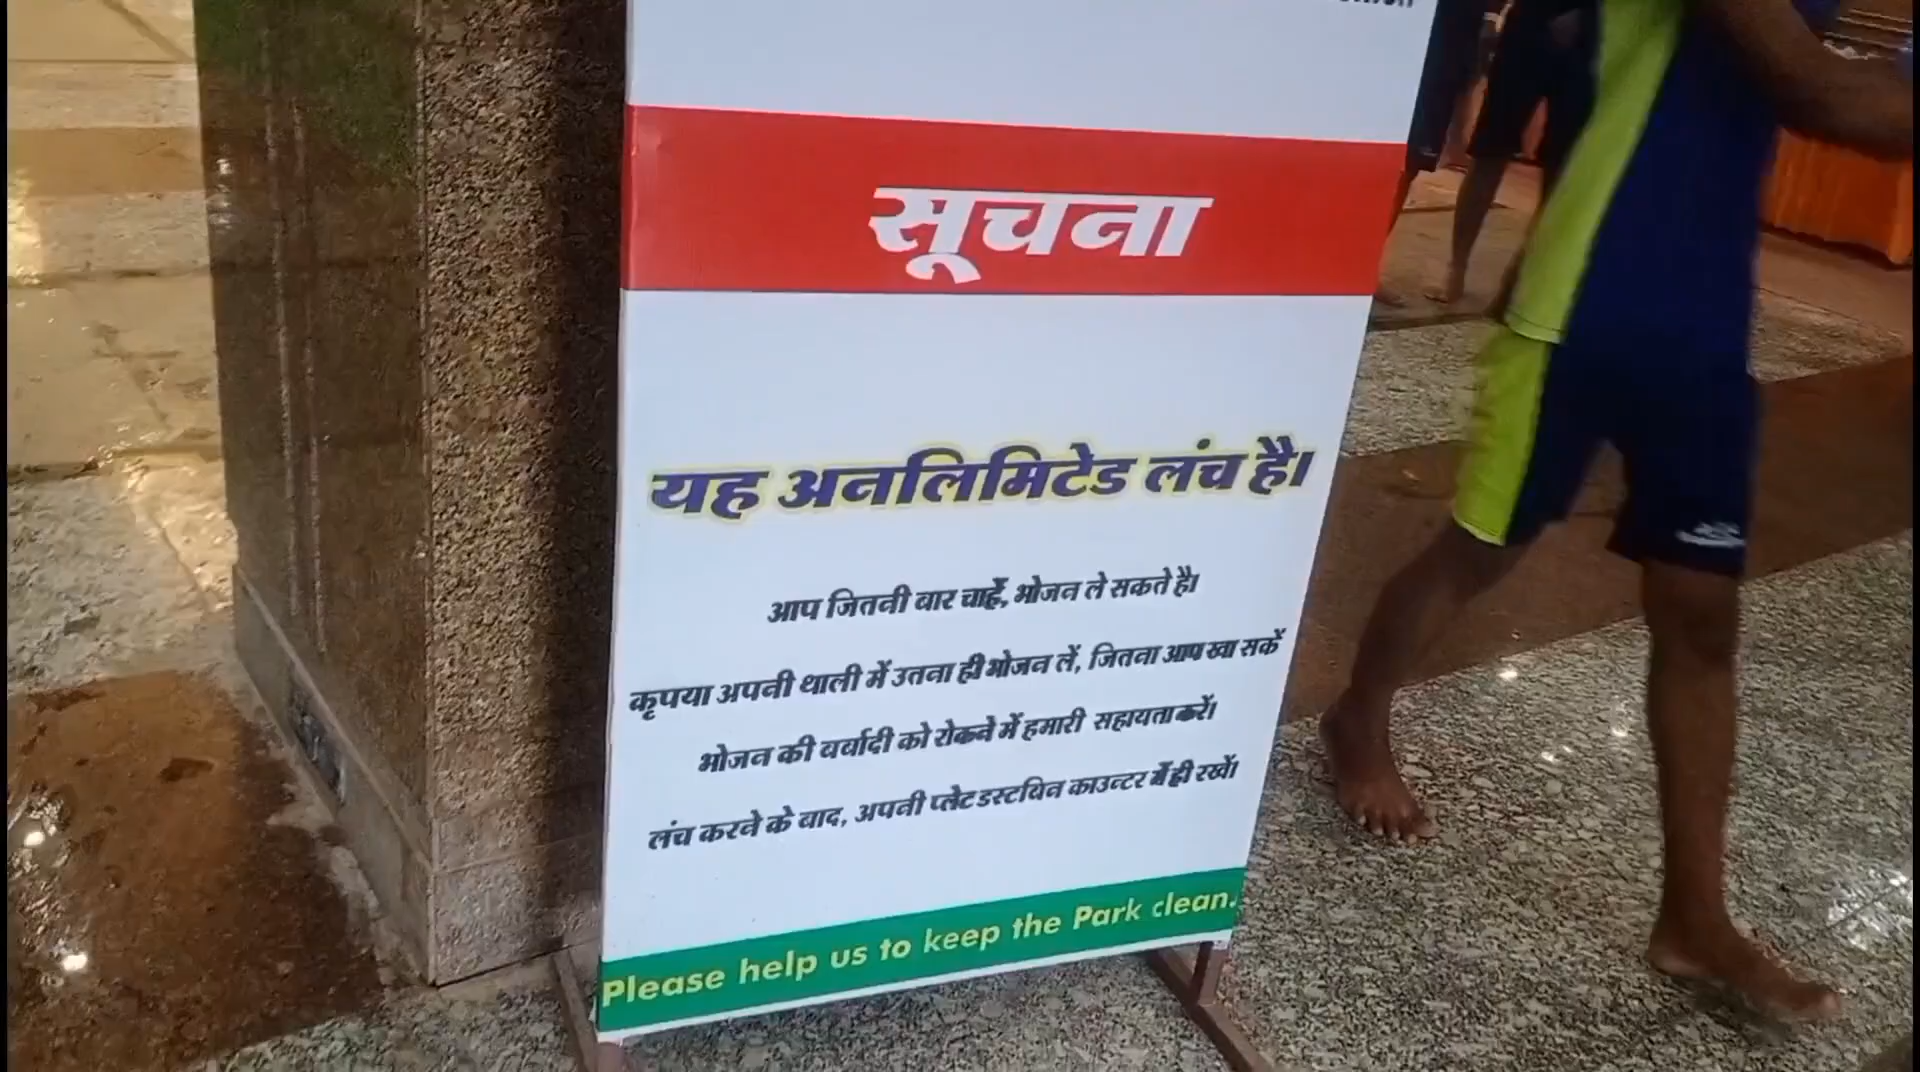 सूचना
यह अनलिमिटेड लंच है।
आप जितनी बार चाहें, भोजन ले सकते है।
कृपया अपनी थाली में उतना ही भोजन लें, जितना आप खा सकें
भोजन की बर्बादी को रोकने में हमारी सहायता करें।
लंच करने के बाद, अपनी प्लेट डस्टबिन काउन्टर में ही रखें।
Please help us to keep the Park clean.